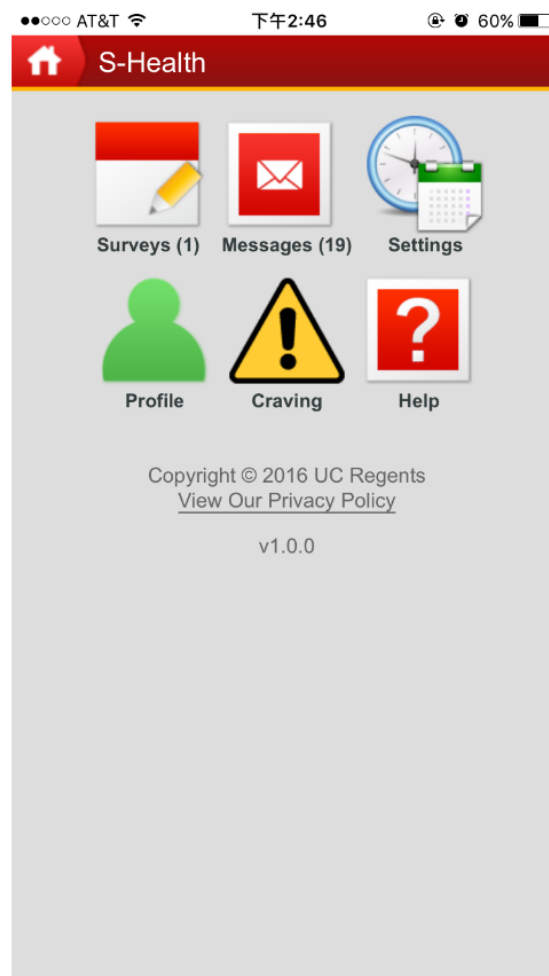 AT&T 下午2:46 60%
S-Health
Surveys (1) Messages (19) Settings
Profile Craving Help
Copyright © 2016 UC Regents
View Our Privacy Policy
v1.0.0